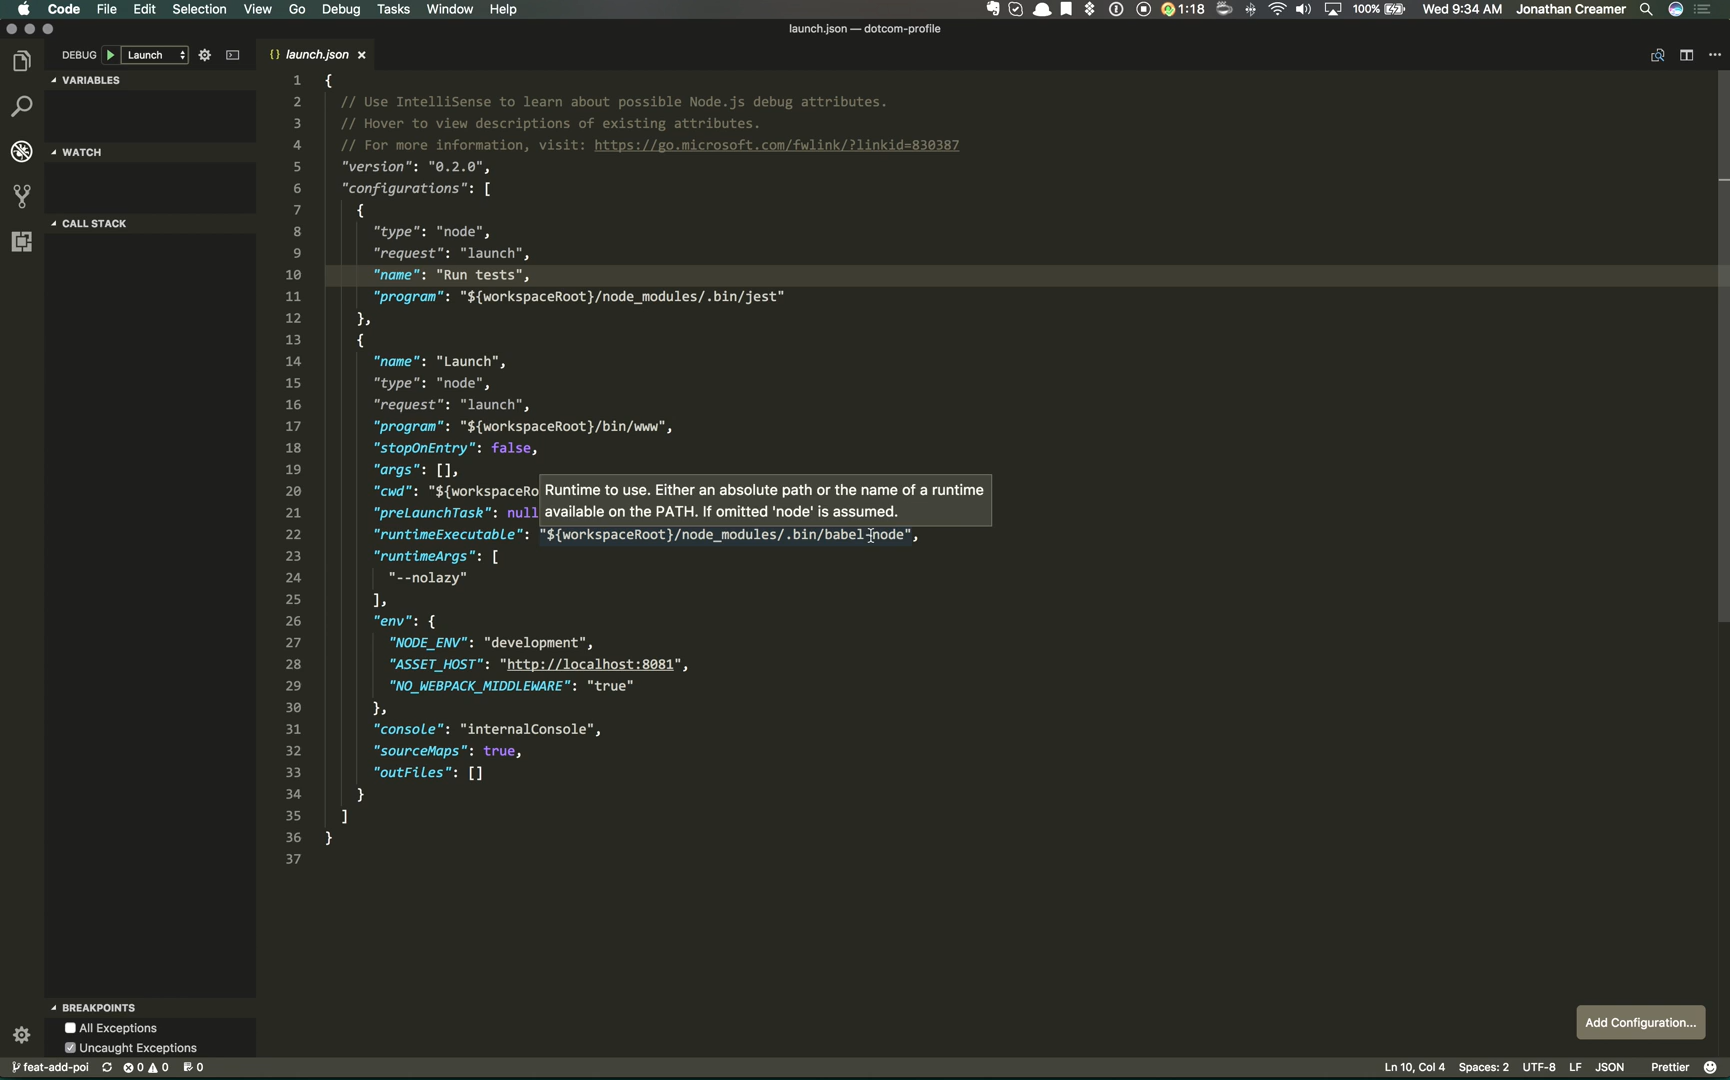 Code File Edit Selection View Go Debug Tasks Window Help 1:18 100% Wed 9:34 AM Jonathan Creamer
launch.json — dotcom-profile
DEBUG Launch
{} launch.json ×
VARIABLES
WATCH
CALL STACK
1 {
2 // Use IntelliSense to learn about possible Node.js debug attributes.
3 // Hover to view descriptions of existing attributes.
4 // For more information, visit: https://go.microsoft.com/fwlink/?linkid=830387
5 "version": "0.2.0",
6 "configurations": [
7 {
8 "type": "node",
9 "request": "launch",
10 "name": "Run tests",
11 "program": "${workspaceRoot}/node_modules/.bin/jest"
12 },
13 {
14 "name": "Launch",
15 "type": "node",
16 "request": "launch",
17 "program": "${workspaceRoot}/bin/www",
18 "stopOnEntry": false,
19 "args": [],
20 "cwd": "${workspaceRo
21 "preLaunchTask": null
Runtime to use. Either an absolute path or the name of a runtime
available on the PATH. If omitted 'node' is assumed.
22 "runtimeExecutable": "${workspaceRoot}/node_modules/.bin/babel-node",
23 "runtimeArgs": [
24 "--nolazy"
25 ],
26 "env": {
27 "NODE_ENV": "development",
28 "ASSET_HOST": "http://localhost:8081",
29 "NO_WEBPACK_MIDDLEWARE": "true"
30 },
31 "console": "internalConsole",
32 "sourceMaps": true,
33 "outFiles": []
34 }
35 ]
36 }
37
BREAKPOINTS
All Exceptions
Uncaught Exceptions
Add Configuration...
feat-add-poi 0 0 0 Ln 10, Col 4 Spaces: 2 UTF-8 LF JSON Prettier